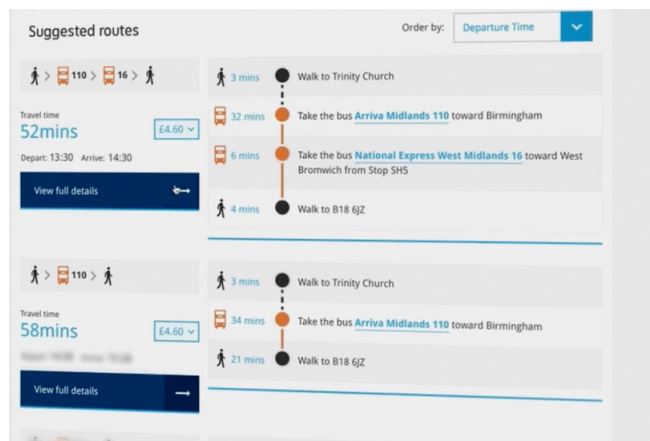 Suggested routes
Order by: Departure Time
110 > 16 >
Travel time
52mins
£4.60
Depart: 13:30 Arrive: 14:30
View full details
3 mins Walk to Trinity Church
32 mins Take the bus Arriva Midlands 110 toward Birmingham
6 mins Take the bus National Express West Midlands 16 toward West
Bromwich from Stop SH5
4 mins Walk to B18 6JZ
110 >
Travel time
58mins
£4.60
View full details
3 mins Walk to Trinity Church
34 mins Take the bus Arriva Midlands 110 toward Birmingham
21 mins Walk to B18 6JZ